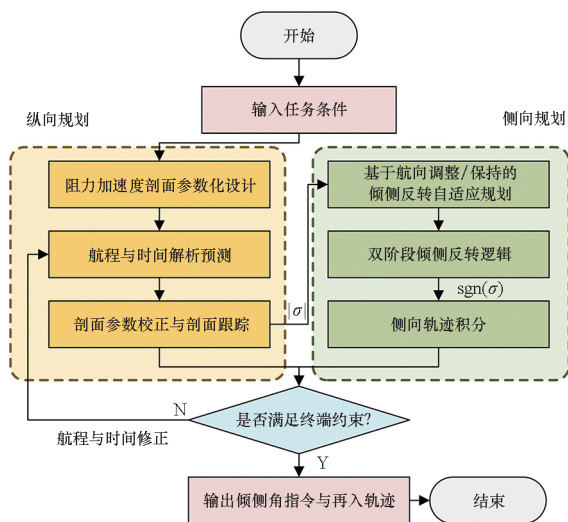 开始
输入任务条件
纵向规划
侧向规划
阻力加速度剖面参数化设计
航程与时间解析预测
剖面参数校正与剖面跟踪
|σ|
基于航向调整/保持的
倾侧反转自适应规划
双阶段倾侧反转逻辑
sgn(σ)
侧向轨迹积分
是否满足终端约束?
N
航程与时间修正
Y
输出倾侧角指令与再入轨迹
结束